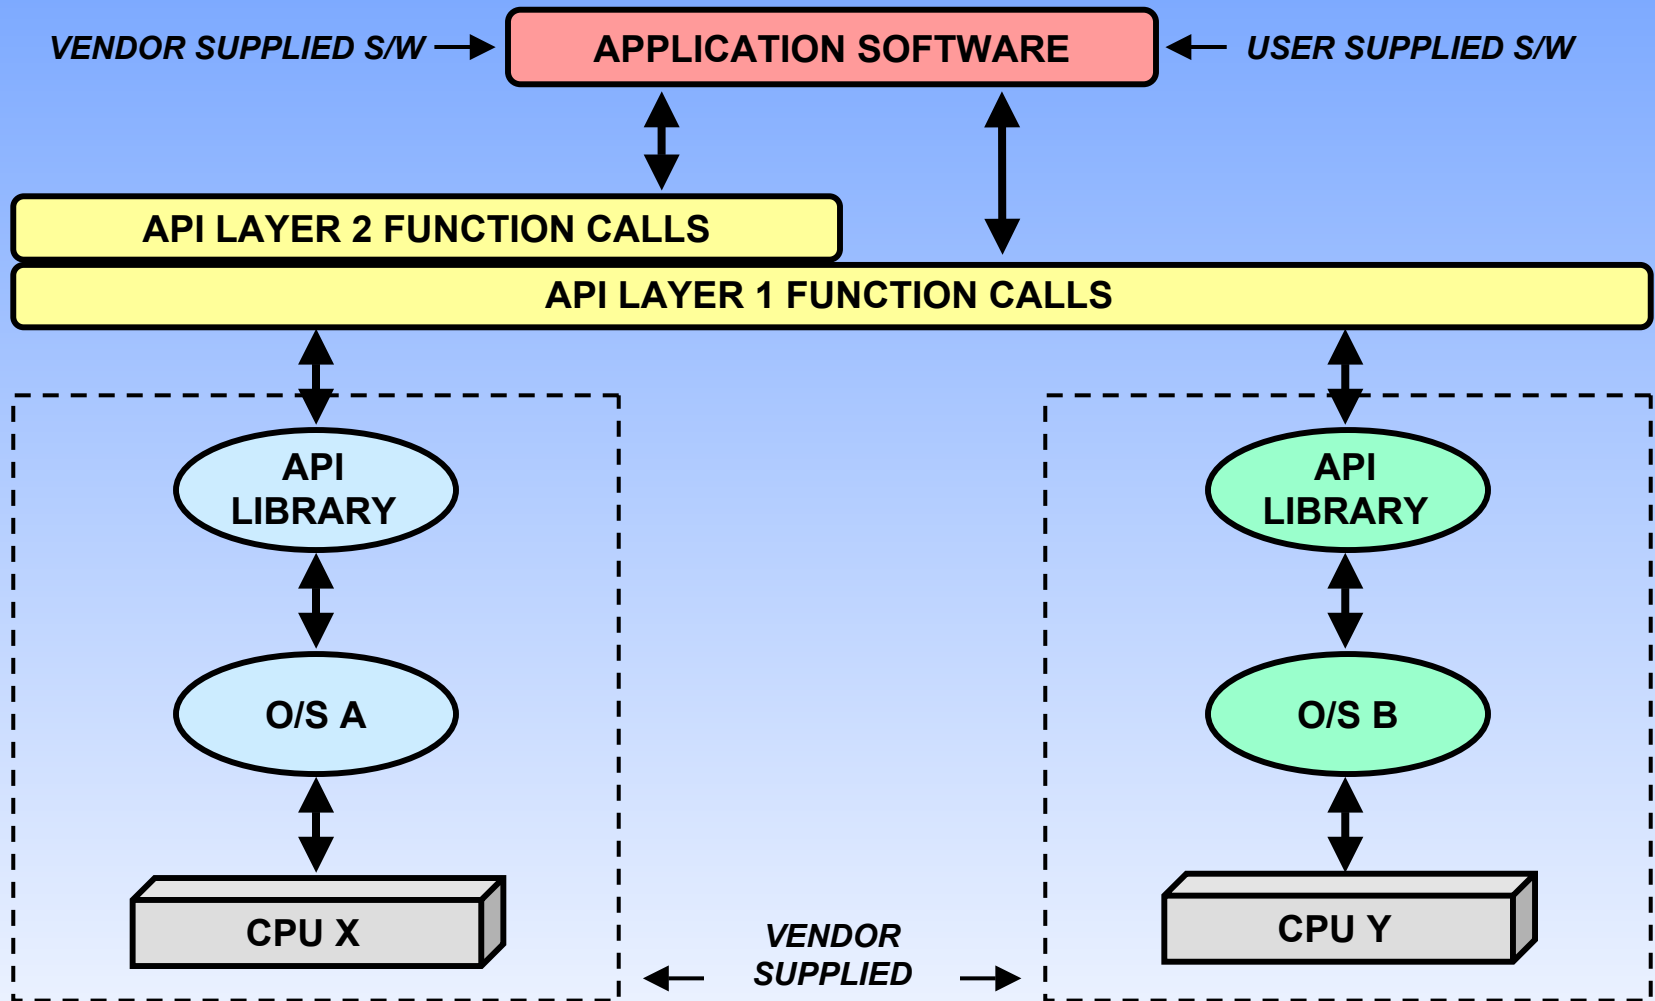 VENDOR SUPPLIED S/W
APPLICATION SOFTWARE
USER SUPPLIED S/W
API LAYER 2 FUNCTION CALLS
API LAYER 1 FUNCTION CALLS
API
LIBRARY
API
LIBRARY
O/S A
O/S B
CPU X
CPU Y
VENDOR
SUPPLIED